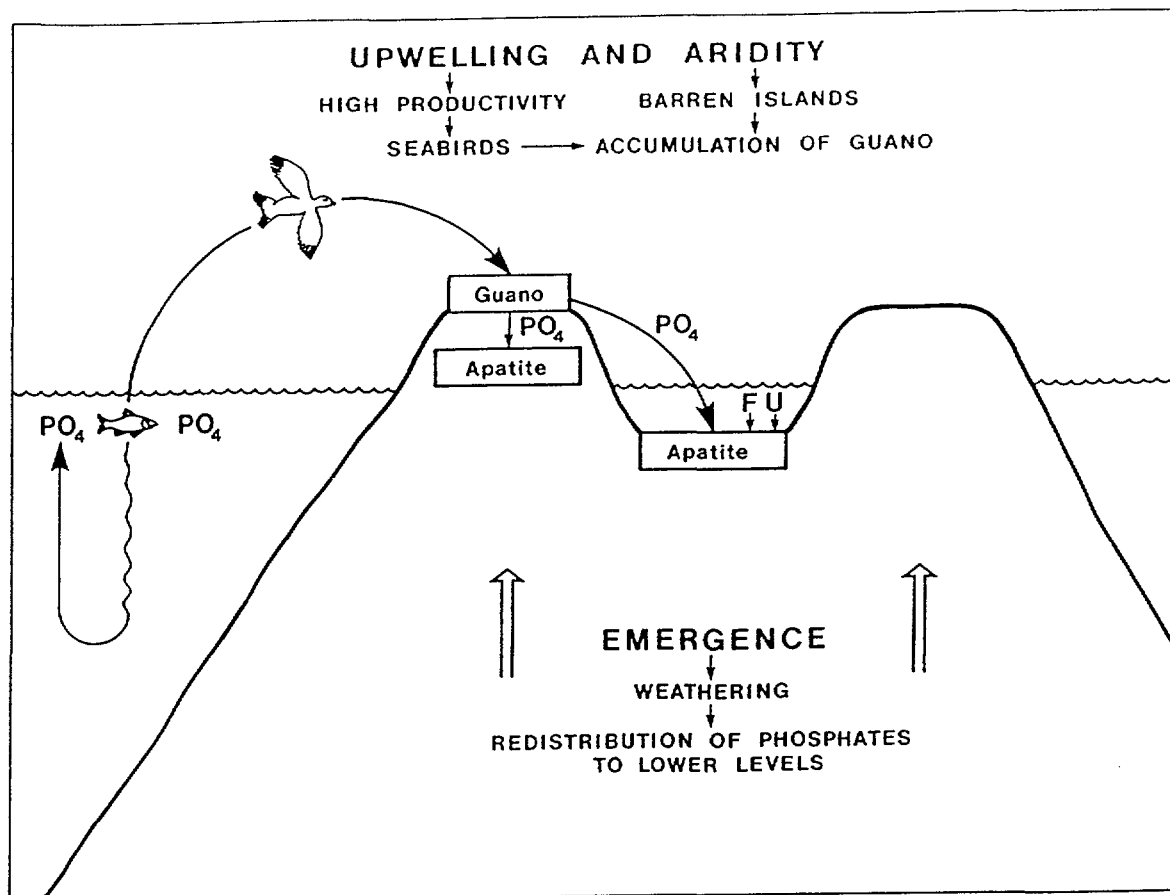 UPWELLING AND ARIDITY
HIGH PRODUCTIVITY BARREN ISLANDS
SEABIRDS ACCUMULATION OF GUANO
Guano
PO4
PO4
Apatite
PO4
PO4
F U
Apatite
EMERGENCE
WEATHERING
REDISTRIBUTION OF PHOSPHATES
TO LOWER LEVELS